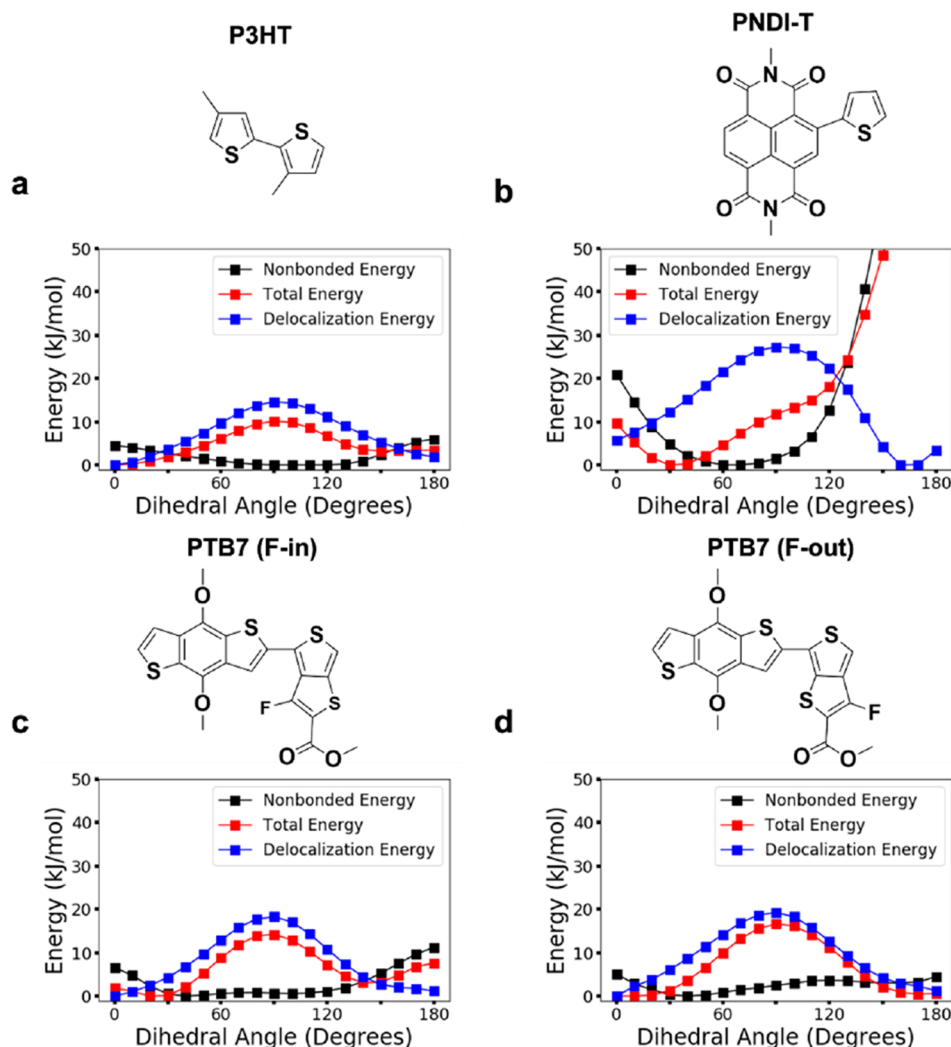 P3HT
PNDI-T
S
S
O
N
O
S
O
N
O
a
b
50
40
30
20
10
0
Energy (kJ/mol)
Nonbonded Energy
Total Energy
Delocalization Energy
0
60
120
180
Dihedral Angle (Degrees)
50
40
30
20
10
0
Energy (kJ/mol)
Nonbonded Energy
Total Energy
Delocalization Energy
0
60
120
180
Dihedral Angle (Degrees)
PTB7 (F-in)
PTB7 (F-out)
O
S
S
S
O
F
S
O
O
O
S
S
S
O
S
F
O
O
c
d
50
40
30
20
10
0
Energy (kJ/mol)
Nonbonded Energy
Total Energy
Delocalization Energy
0
60
120
180
Dihedral Angle (Degrees)
50
40
30
20
10
0
Energy (kJ/mol)
Nonbonded Energy
Total Energy
Delocalization Energy
0
60
120
180
Dihedral Angle (Degrees)